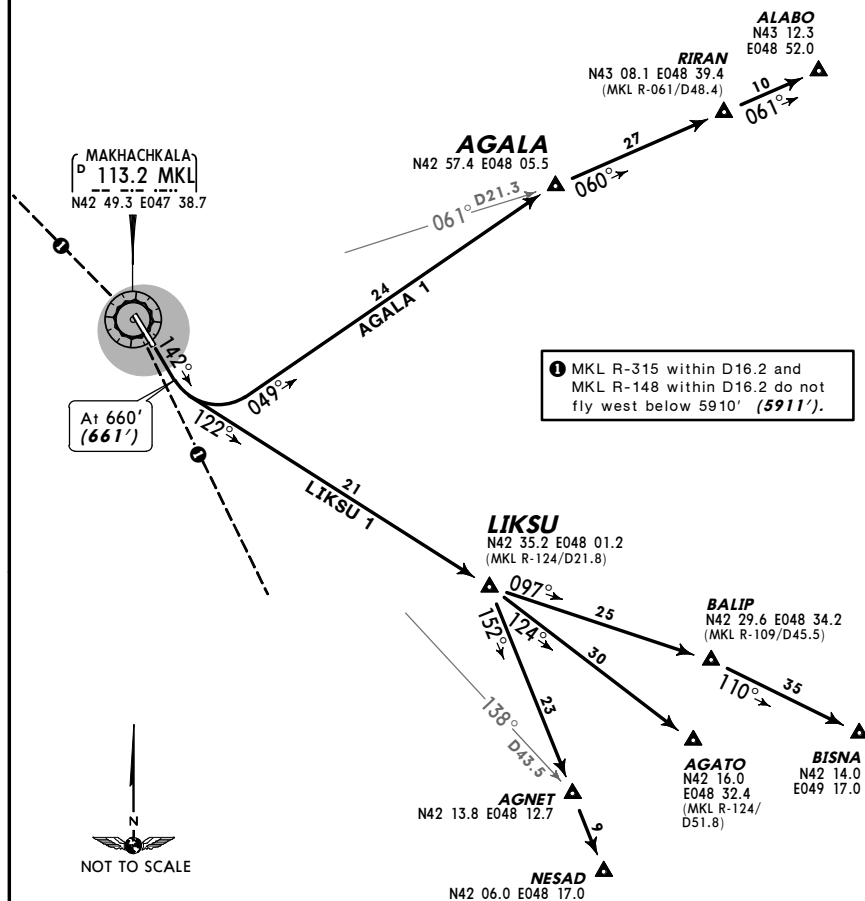 ALABO
N43 12.3
E048 52.0
RIRAN
N43 08.1 E048 39.4
(MKL R-061/D48.4)
10
061°
27
060°
AGALA
N42 57.4 E048 05.5
061° D21.3
MAKHACHKALA
D 113.2 MKL
N42 49.3 E047 38.7
1
24
AGALA 1
049°
142°
At 660'
(661')
122°
1
1 MKL R-315 within D16.2 and
MKL R-148 within D16.2 do not
fly west below 5910' (5911').
21
LIKSU 1
LIKSU
N42 35.2 E048 01.2
(MKL R-124/D21.8)
097°
25
124°
30
152°
23
BALIP
N42 29.6 E048 34.2
(MKL R-109/D45.5)
110°
35
138°
D43.5
BISNA
N42 14.0
E049 17.0
AGATO
N42 16.0
E048 32.4
(MKL R-124/
D51.8)
AGNET
N42 13.8 E048 12.7
9
NESAD
N42 06.0 E048 17.0
N
NOT TO SCALE